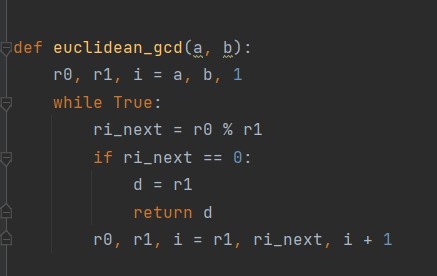 def euclidean_gcd(a, b):
    r0, r1, i = a, b, 1
    while True:
        ri_next = r0 % r1
        if ri_next == 0:
            d = r1
            return d
        r0, r1, i = r1, ri_next, i + 1